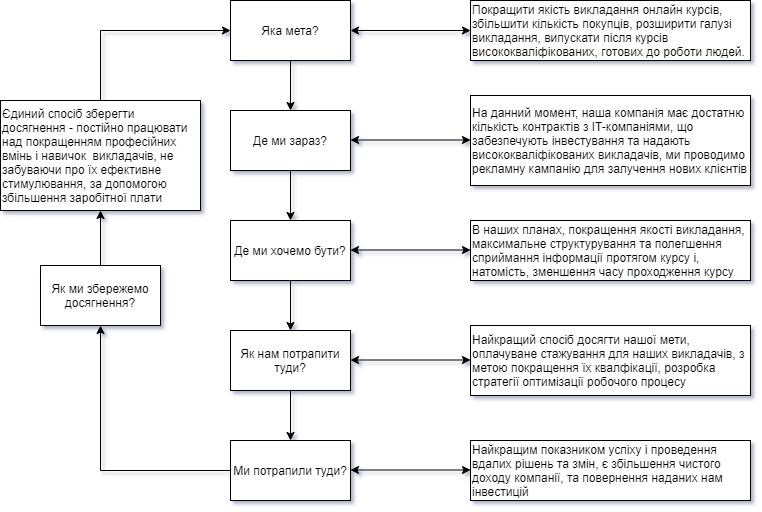 Яка мета?
Покращити якість викладання онлайн курсів,
збільшити кількість покупців, розширити галузі
викладання, випускати після курсів
висококваліфікованих, готових до роботи людей.
Єдиний спосіб зберегти
досягнення - постійно працювати
над покращенням професійних
вмінь і навичок викладачів, не
забуваючи про їх ефективне
стимулювання, за допомогою
збільшення заробітної плати
Де ми зараз?
На данний момент, наша компанія має достатню
кількість контрактів з ІТ-компаніями, що
забезпечують інвестування та надають
висококваліфікованих викладачів, ми проводимо
рекламну кампанію для залучення нових клієнтів
Де ми хочемо бути?
В наших планах, покращення якості викладання,
максимальне структурування та полегшення
сприймання інформації протягом курсу і,
натомість, зменшення часу проходження курсу
Як ми збережемо
досягнення?
Як нам потрапити
туди?
Найкращий спосіб досягти нашої мети,
оплачуване стажування для наших викладачів, з
метою покращення їх квалфікації, розробка
стратегії оптимізації робочого процесу
Ми потрапили туди?
Найкращим показником успіху і проведення
вдалих рішень та змін, є збільшення чистого
доходу компанії, та повернення наданих нам
інвестицій